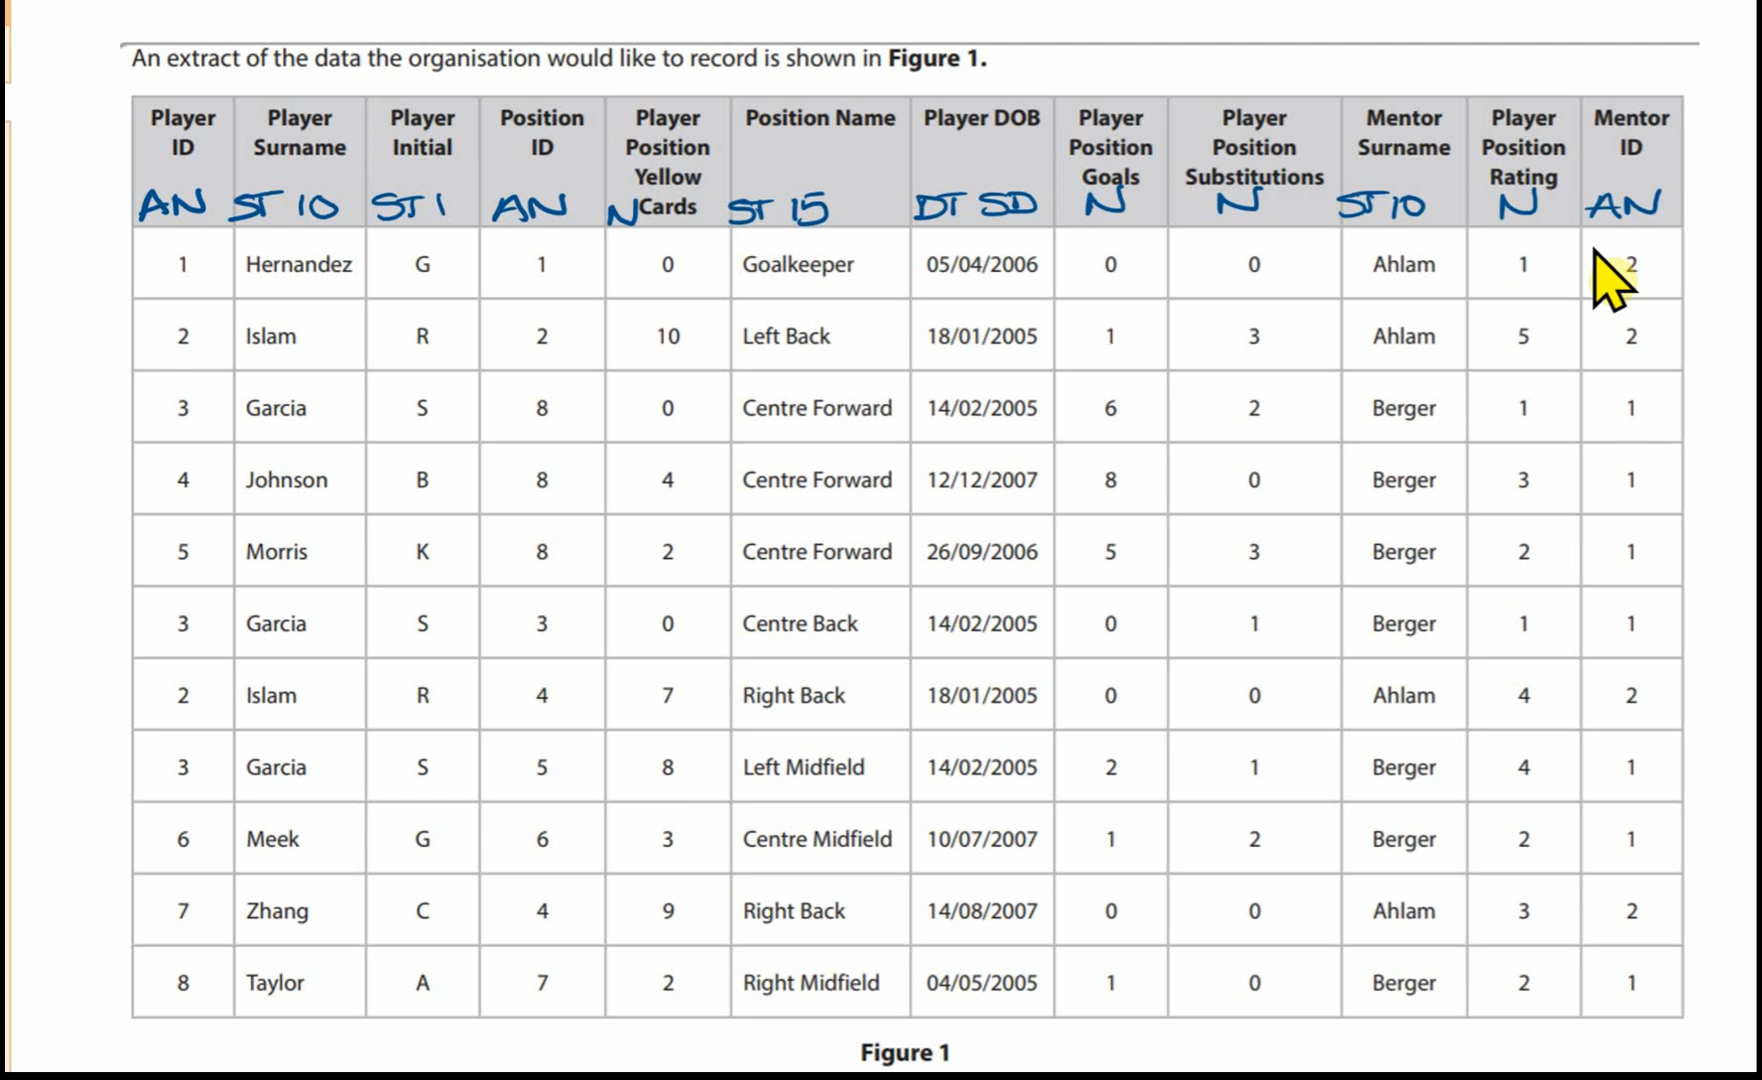 An extract of the data the organisation would like to record is shown in Figure 1.
Player ID Player Surname Player Initial Position ID Player Position Yellow Cards Position Name Player DOB Player Position Goals Player Position Substitutions Mentor Surname Player Position Rating Mentor ID
AN ST 10 ST 1 AN N ST 15 DT SD N N ST 10 N AN
1 Hernandez G 1 0 Goalkeeper 05/04/2006 0 0 Ahlam 1 2
2 Islam R 2 10 Left Back 18/01/2005 1 3 Ahlam 5 2
3 Garcia S 8 0 Centre Forward 14/02/2005 6 2 Berger 1 1
4 Johnson B 8 4 Centre Forward 12/12/2007 8 0 Berger 3 1
5 Morris K 8 2 Centre Forward 26/09/2006 5 3 Berger 2 1
3 Garcia S 3 0 Centre Back 14/02/2005 0 1 Berger 1 1
2 Islam R 4 7 Right Back 18/01/2005 0 0 Ahlam 4 2
3 Garcia S 5 8 Left Midfield 14/02/2005 2 1 Berger 4 1
6 Meek G 6 3 Centre Midfield 10/07/2007 1 2 Berger 2 1
7 Zhang C 4 9 Right Back 14/08/2007 0 0 Ahlam 3 2
8 Taylor A 7 2 Right Midfield 04/05/2005 1 0 Berger 2 1
Figure 1